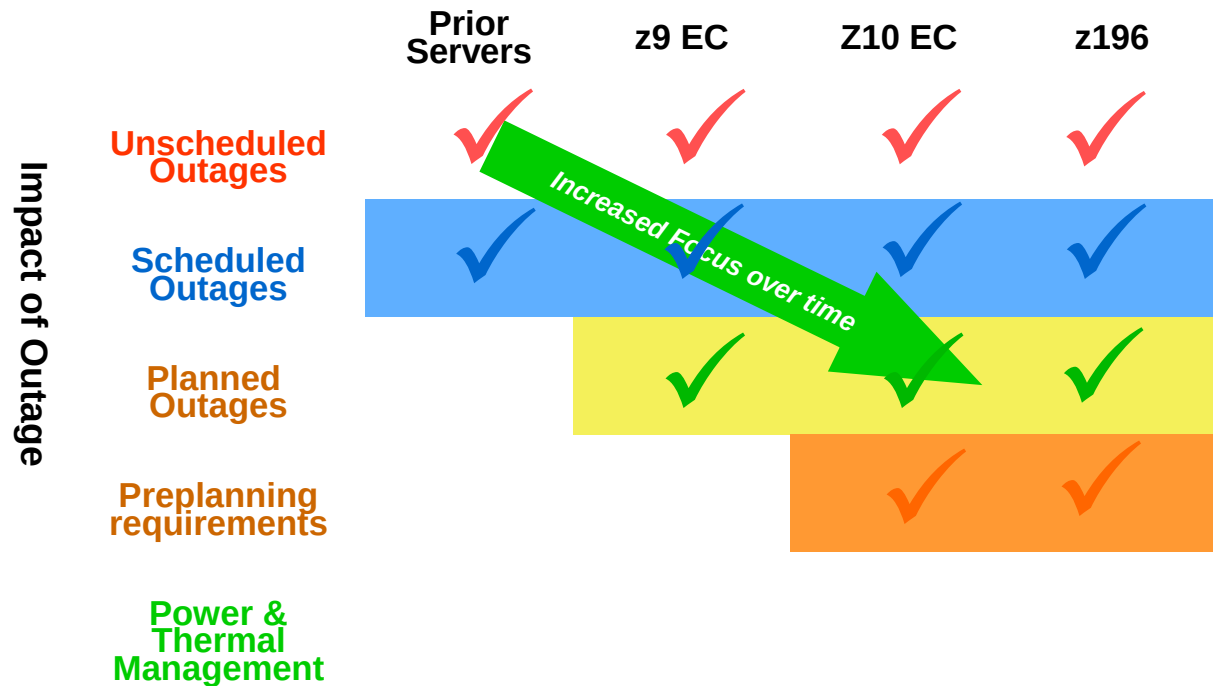 Prior
Servers
z9 EC
Z10 EC
z196
Unscheduled
Outages
Increased Focus over time
Scheduled
Outages
Planned
Outages
Preplanning
requirements
Power &
Thermal
Management
Impact of Outage